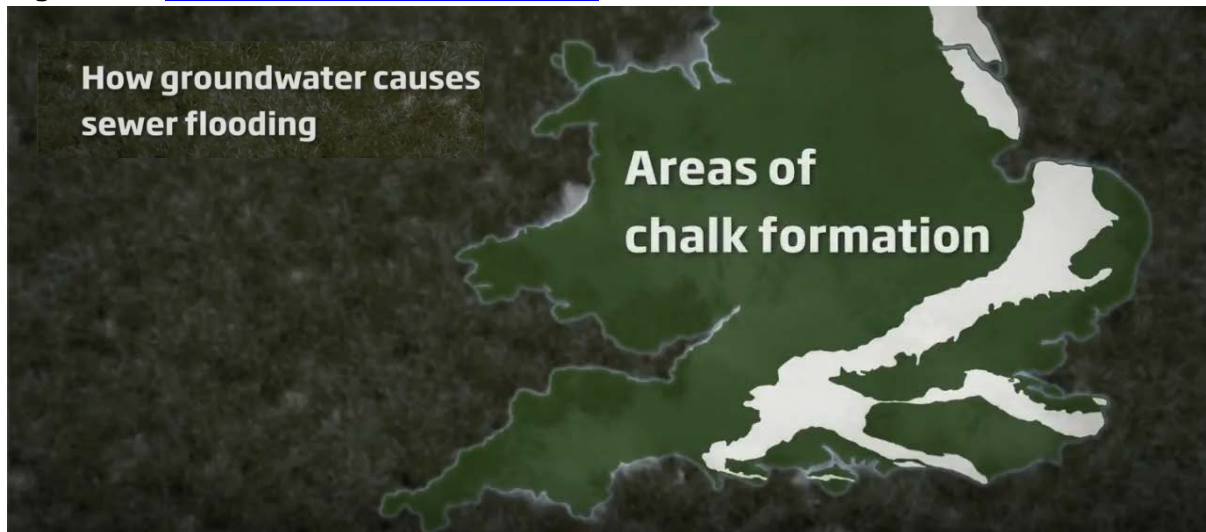 How groundwater causes
sewer flooding
Areas of
chalk formation